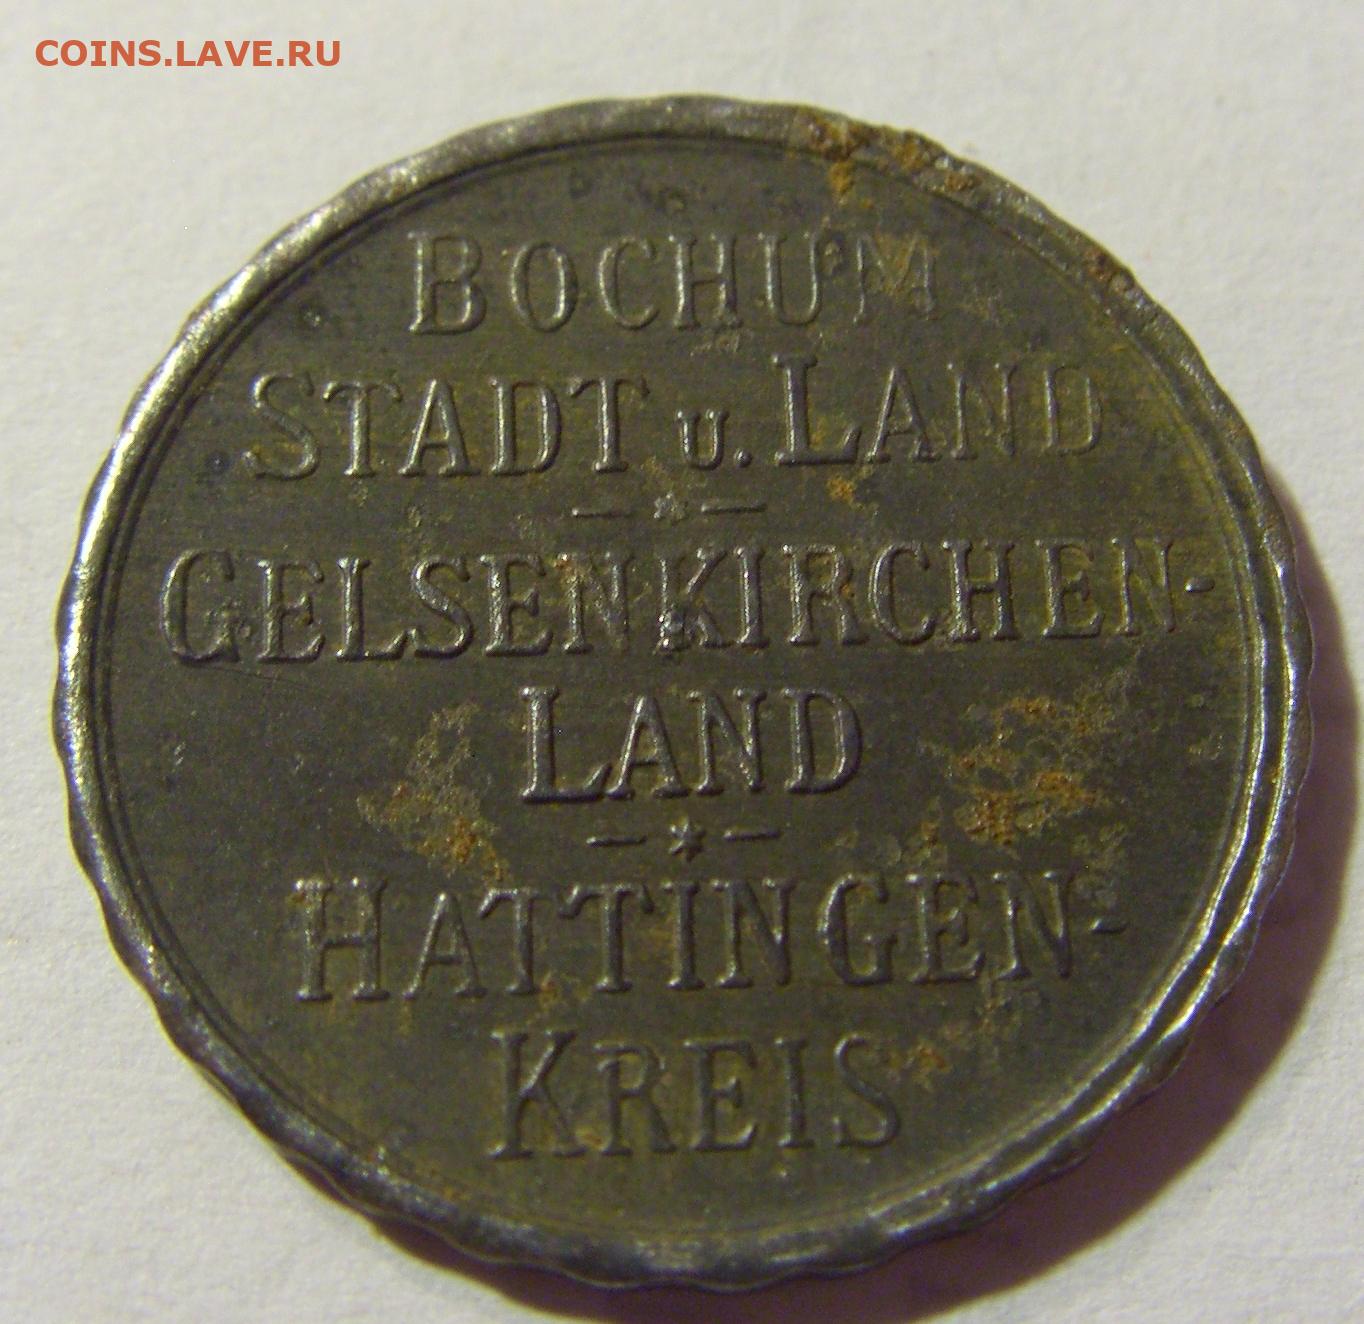 COINS.LAVE.RU
BOCHUM
STADT u. LAND
GELSENKIRCHEN-
LAND
HATTINGEN-
KREIS